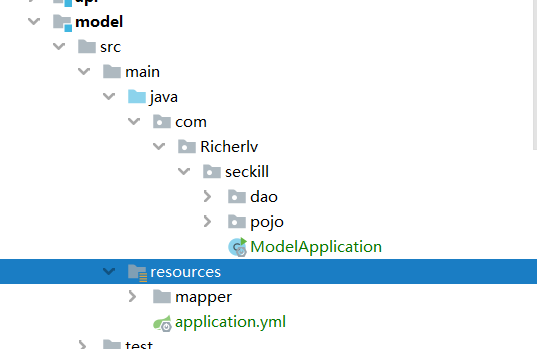 api
model
src
main
java
com
Richerlv
seckill
dao
pojo
ModelApplication
resources
mapper
application.yml
test